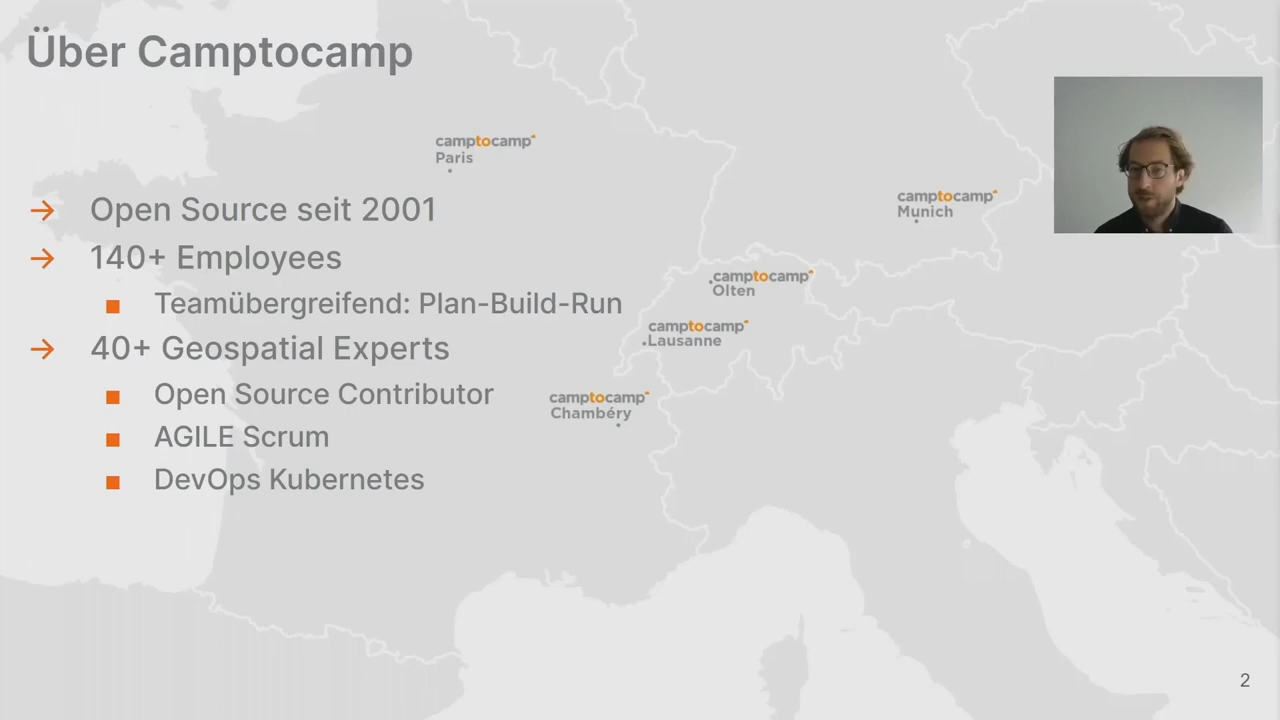 Über Camptocamp
camptocamp
Paris
Open Source seit 2001
camptocamp
Munich
140+ Employees
camptocamp
Olten
Teamübergreifend: Plan-Build-Run
camptocamp
Lausanne
40+ Geospatial Experts
Open Source Contributor
camptocamp
Chambéry
AGILE Scrum
DevOps Kubernetes
2